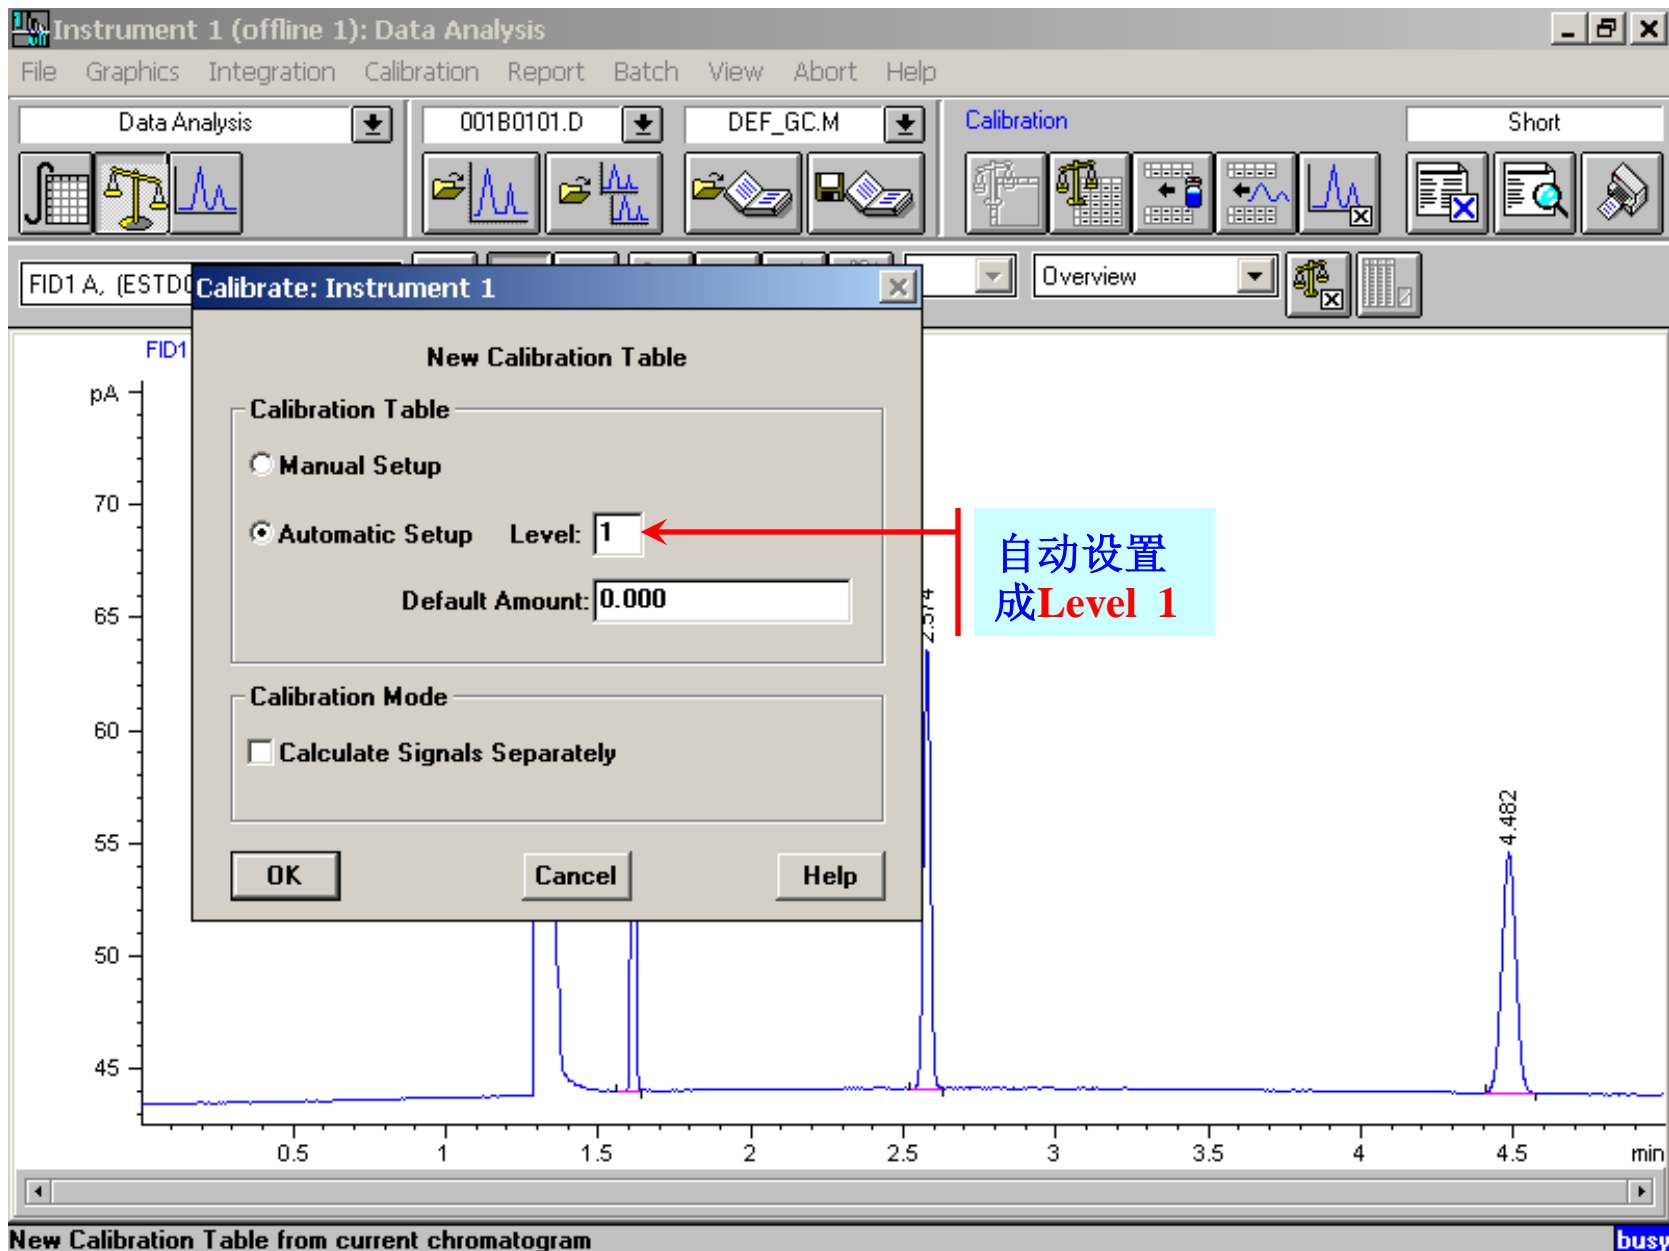 Instrument 1 (offline 1): Data Analysis
File Graphics Integration Calibration Report Batch View Abort Help
Data Analysis 001B0101.D DEF_GC.M Calibration Short
FID1 A, (ESTD Overview
Calibrate: Instrument 1
FID1
New Calibration Table
pA
Calibration Table
Manual Setup
70
Automatic Setup Level: 1
自动设置
成Level 1
Default Amount: 0.000
65
2.574
Calibration Mode
60
Calculate Signals Separately
4.482
55
OK Cancel Help
50
45
0.5 1 1.5 2 2.5 3 3.5 4 4.5 min
New Calibration Table from current chromatogram busy